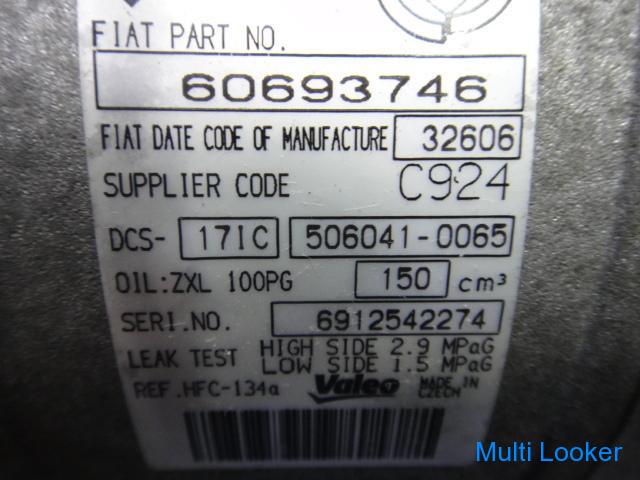 FIAT PART NO.
60693746
FIAT DATE CODE OF MANUFACTURE 32606
SUPPLIER CODE C924
DCS- 17IC 506041-0065
OIL:ZXL 100PG 150 cm³
SERI.NO. 6912542274
LEAK TEST HIGH SIDE 2.9 MPaG
LOW SIDE 1.5 MPaG
REF.HFC-134a Valeo MADE IN CZECH
Multi Looker